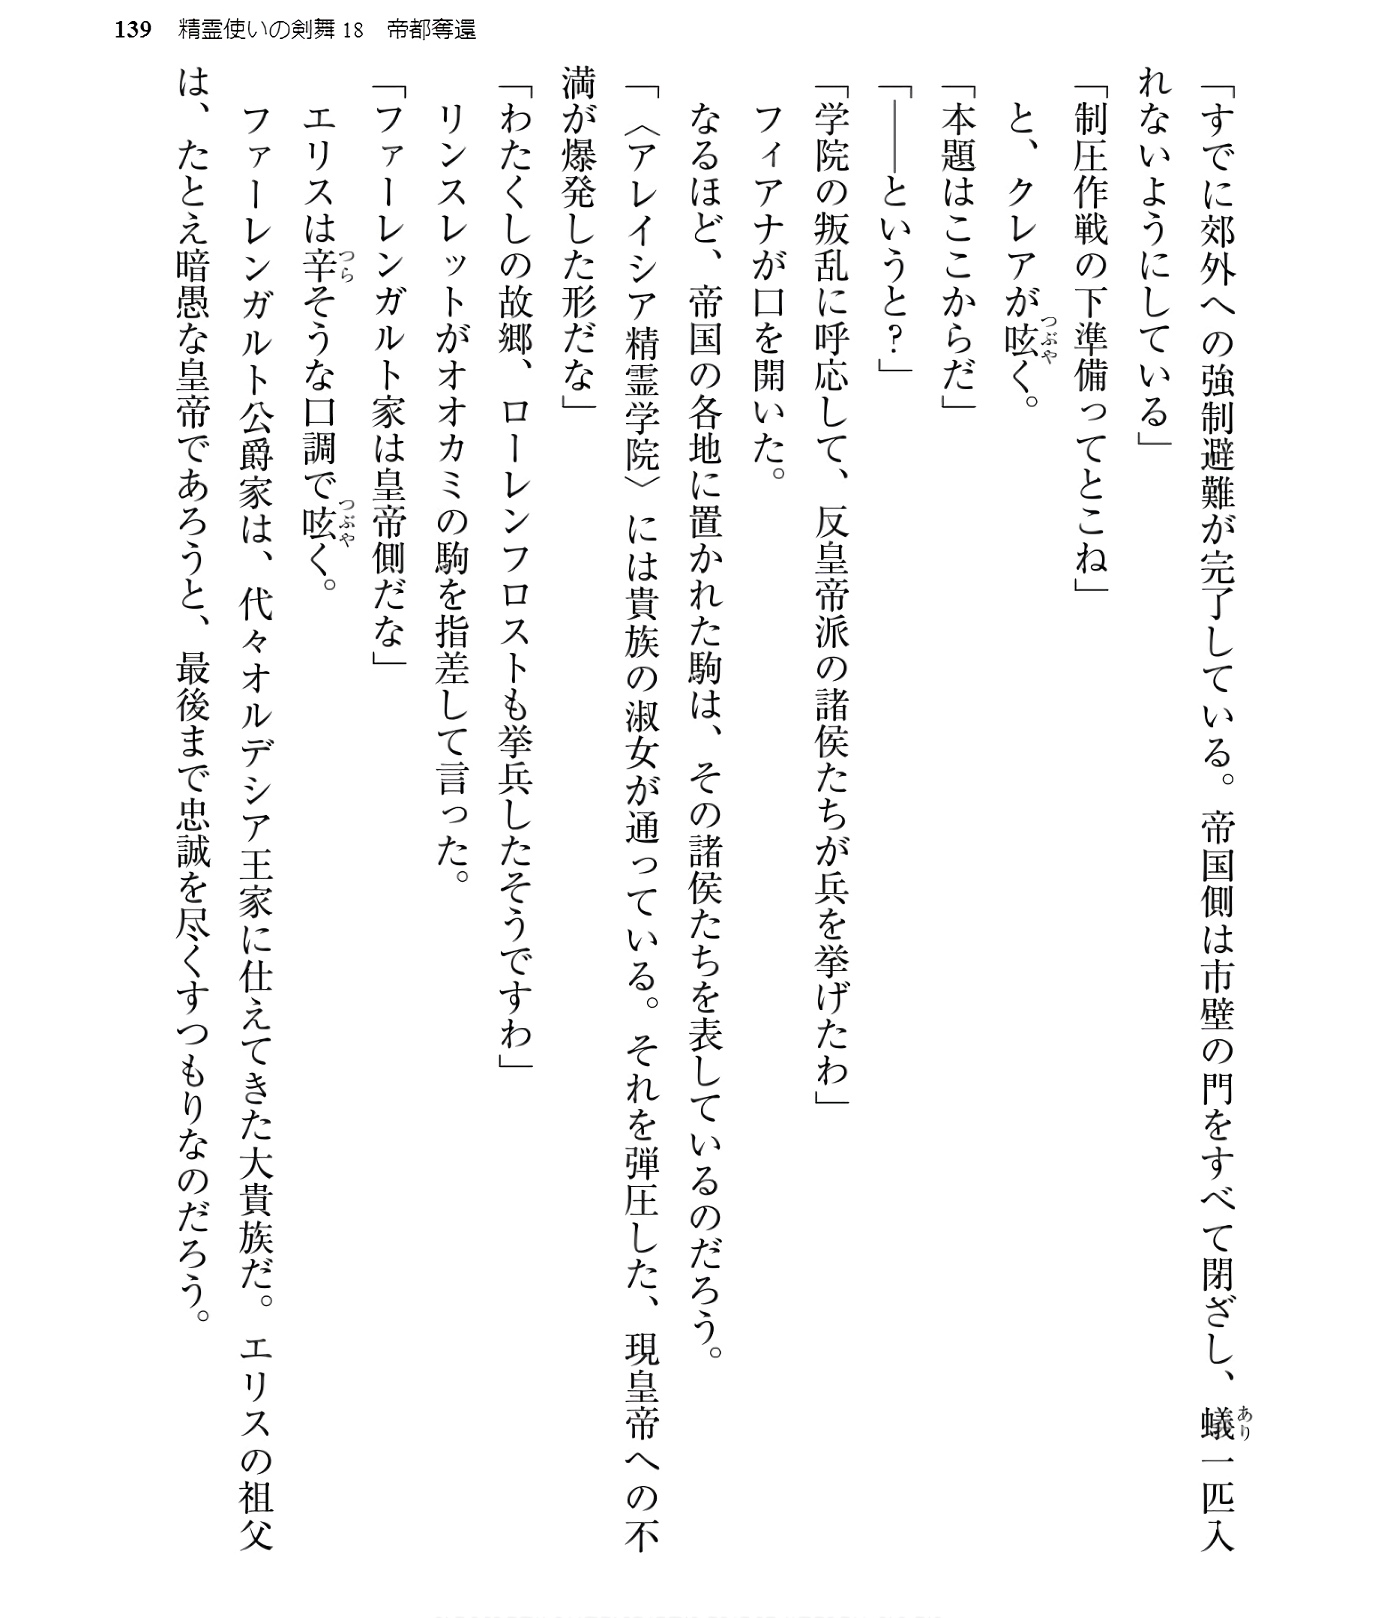 139 精霊使いの剣舞18 帝都奪還
「すでに郊外への強制避難が完了している。帝国側は市壁の門をすべて閉ざし、蟻一匹入
れないようにしている」
「制圧作戦の下準備ってとこね」
と、クレアが呟く。
「本題はここからだ」
「――というと?」
「学院の叛乱に呼応して、反皇帝派の諸侯たちが兵を挙げたわ」
フィアナが口を開いた。
なるほど、帝国の各地に置かれた駒は、その諸侯たちを表しているのだろう。
「〈アレイシア精霊学院〉には貴族の淑女が通っている。それを弾圧した、現皇帝への不
満が爆発した形だな」
「わたくしの故郷、ローレンフロストも挙兵したそうですわ」
リンスレットがオオカミの駒を指差して言った。
「ファーレンガルト家は皇帝側だな」
エリスは辛そうな口調で呟く。
ファーレンガルト公爵家は、代々オルデシア王家に仕えてきた大貴族だ。エリスの祖父
は、たとえ暗愚な皇帝であろうと、最後まで忠誠を尽くすつもりなのだろう。